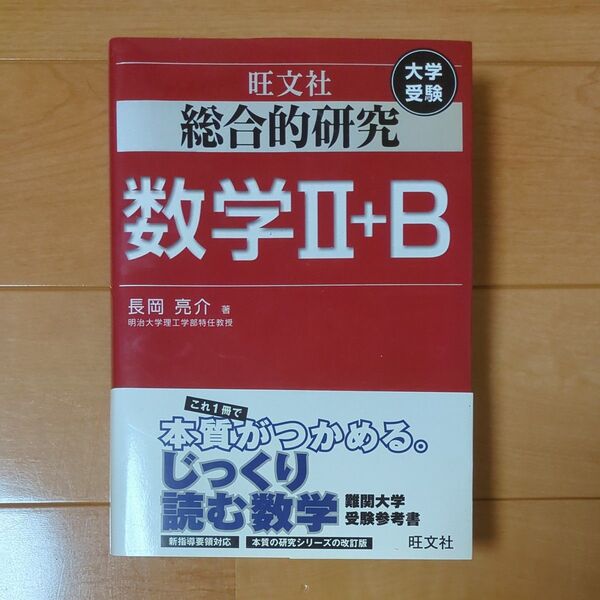 旺文社
大学
受験
総合的研究
数学Ⅱ+B
長岡 亮介 著
明治大学理工学部特任教授
これ1冊で
本質がつかめる。
じっくり
読む数学
難関大学
受験参考書
新指導要領対応
本質の研究シリーズの改訂版
旺文社